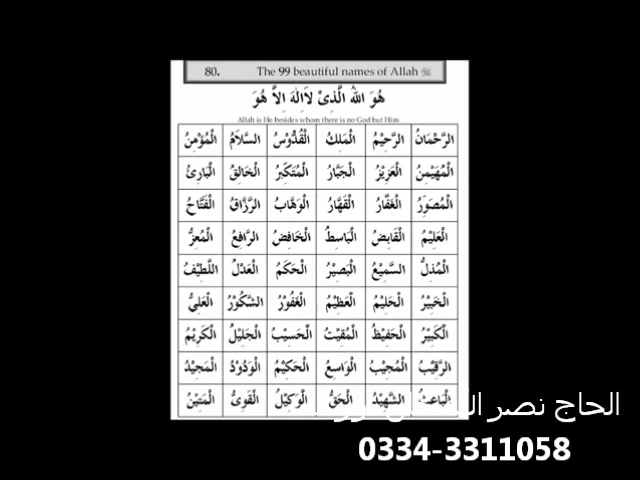 80. The 99 beautiful names of Allah
هُوَ اللهُ الَّذِىْ لَاۤاِلٰهَ اِلاَّ هُوَ
Allah is He besides whom there is no God but Him
الرَّحْمَانُ الرَّحِيْمُ الْمَلِكُ الْقُدُّوْسُ السَّلَامُ الْمُؤْمِنُ
الْمُهَيْمِنُ الْعَزِيْزُ الْجَبَّارُ الْمُتَكَبِّرُ الْخَالِقُ الْبَارِئُ
الْمُصَوِّرُ الْغَفَّارُ الْقَهَّارُ الْوَهَّابُ الرَّزَّاقُ الْفَتَّاحُ
الْعَلِيْمُ الْقَابِضُ الْبَاسِطُ الْخَافِضُ الرَّافِعُ الْمُعِزُّ
الْمُذِلُّ السَّمِيْعُ الْبَصِيْرُ الْحَكَمُ الْعَدْلُ اللَّطِيْفُ
الْخَبِيْرُ الْحَلِيْمُ الْعَظِيْمُ الْغَفُوْرُ الشَّكُوْرُ الْعَلِىُّ
الْكَبِيْرُ الْحَفِيْظُ الْمُقِيْتُ الْحَسِيْبُ الْجَلِيْلُ الْكَرِيْمُ
الرَّقِيْبُ الْمُجِيْبُ الْوَاسِعُ الْحَكِيْمُ الْوَدُوْدُ الْمَجِيْدُ
الْبَاعِثُ الشَّهِيْدُ الْحَقُّ الْوَكِيْلُ الْقَوِىُّ الْمَتِيْنُ
الحاج نصر
0334-3311058